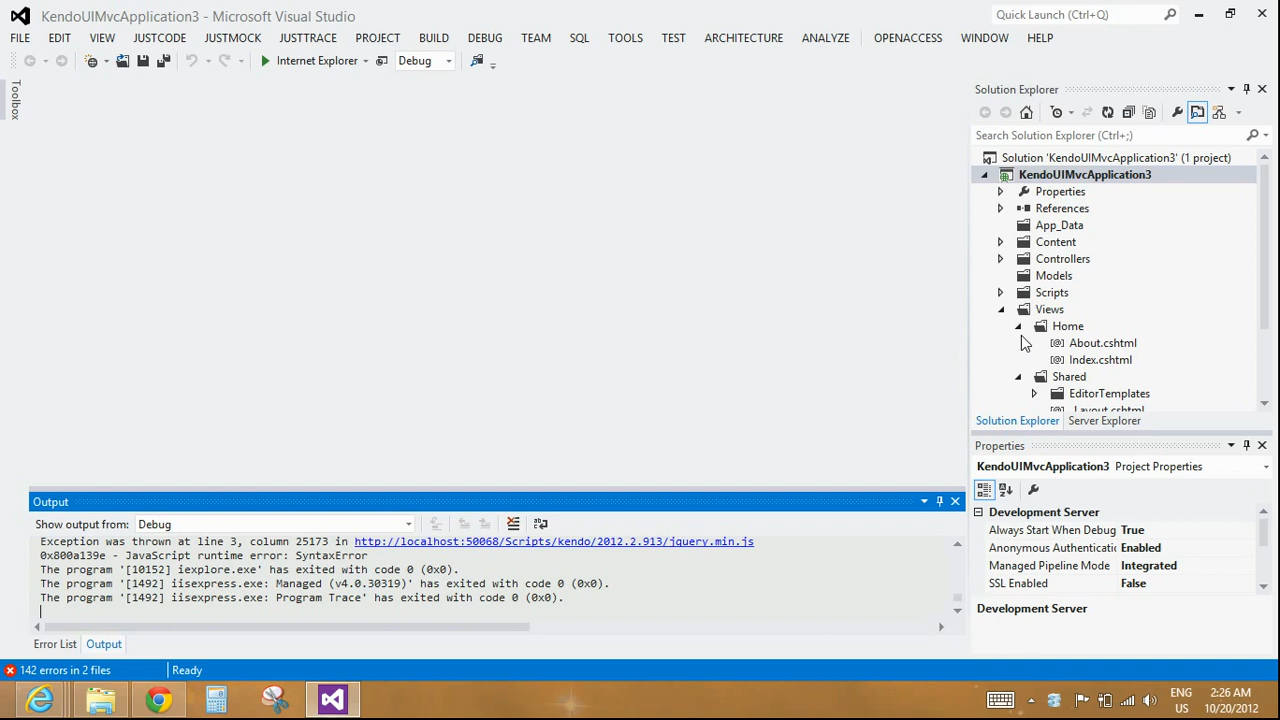 KendoUIMvcApplication3 - Microsoft Visual Studio
Quick Launch (Ctrl+Q)
FILE EDIT VIEW JUSTCODE JUSTMOCK JUSTTRACE PROJECT BUILD DEBUG TEAM SQL TOOLS TEST ARCHITECTURE ANALYZE OPENACCESS WINDOW HELP
Internet Explorer Debug
Toolbox
Solution Explorer
Search Solution Explorer (Ctrl+;)
Solution 'KendoUIMvcApplication3' (1 project)
KendoUIMvcApplication3
Properties
References
App_Data
Content
Controllers
Models
Scripts
Views
Home
About.cshtml
Index.cshtml
Shared
EditorTemplates
_Layout.cshtml
Solution Explorer Server Explorer
Properties
KendoUIMvcApplication3 Project Properties
Development Server
Always Start When Debug True
Anonymous Authenticatio Enabled
Managed Pipeline Mode Integrated
SSL Enabled False
Development Server
Output
Show output from: Debug
Exception was thrown at line 3, column 25173 in http://localhost:50068/Scripts/kendo/2012.2.913/jquery.min.js
0x800a139e - JavaScript runtime error: SyntaxError
The program '[10152] iexplore.exe' has exited with code 0 (0x0).
The program '[1492] iisexpress.exe: Managed (v4.0.30319)' has exited with code 0 (0x0).
The program '[1492] iisexpress.exe: Program Trace' has exited with code 0 (0x0).
Error List Output
142 errors in 2 files Ready
ENG
US
2:26 AM
10/20/2012